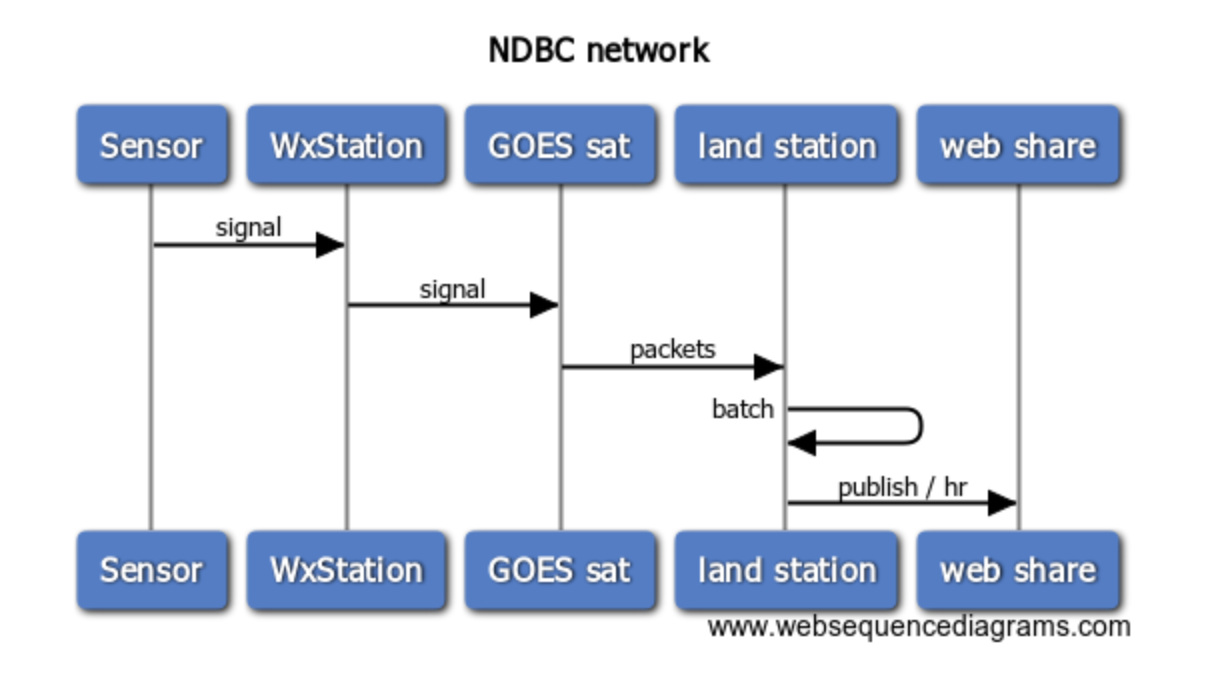 NDBC network
Sensor WxStation GOES sat land station web share
signal
signal
packets
batch
publish / hr
Sensor WxStation GOES sat land station web share
www.websequencediagrams.com